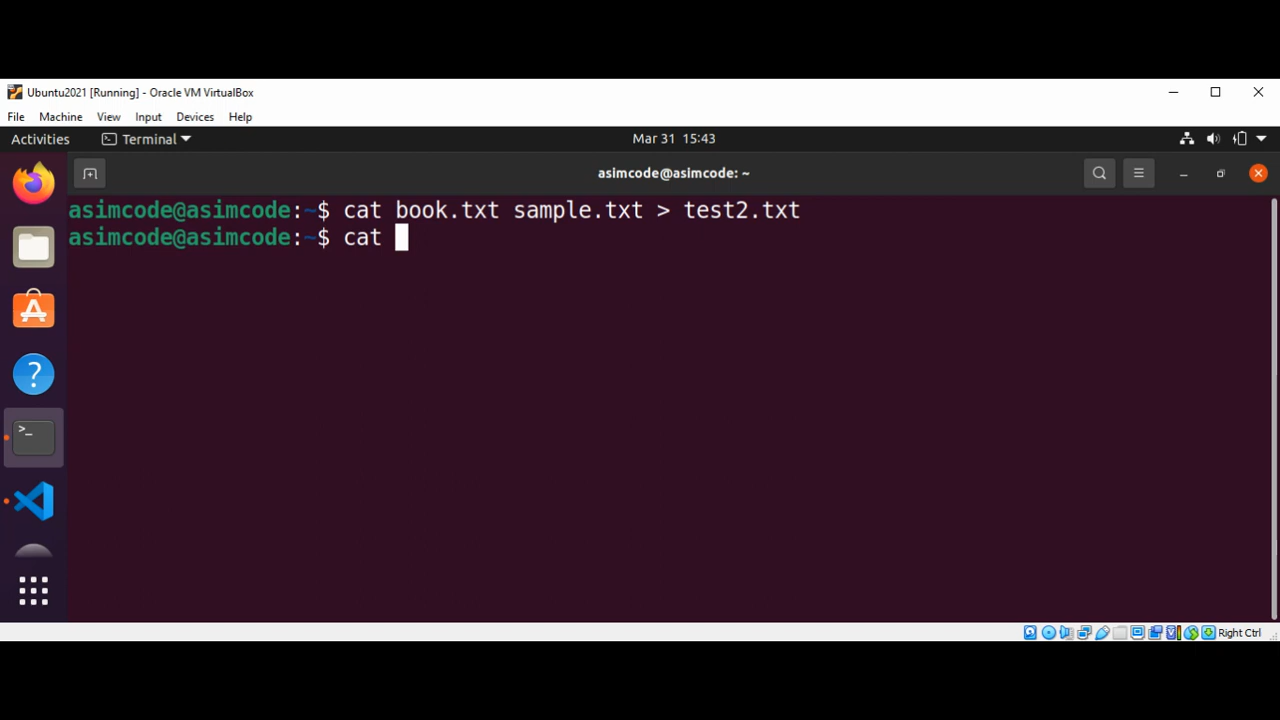 Ubuntu2021 [Running] - Oracle VM VirtualBox
File Machine View Input Devices Help
Activities Terminal Mar 31 15:43
asimcode@asimcode: ~
asimcode@asimcode:~$ cat book.txt sample.txt > test2.txt
asimcode@asimcode:~$ cat
Right Ctrl